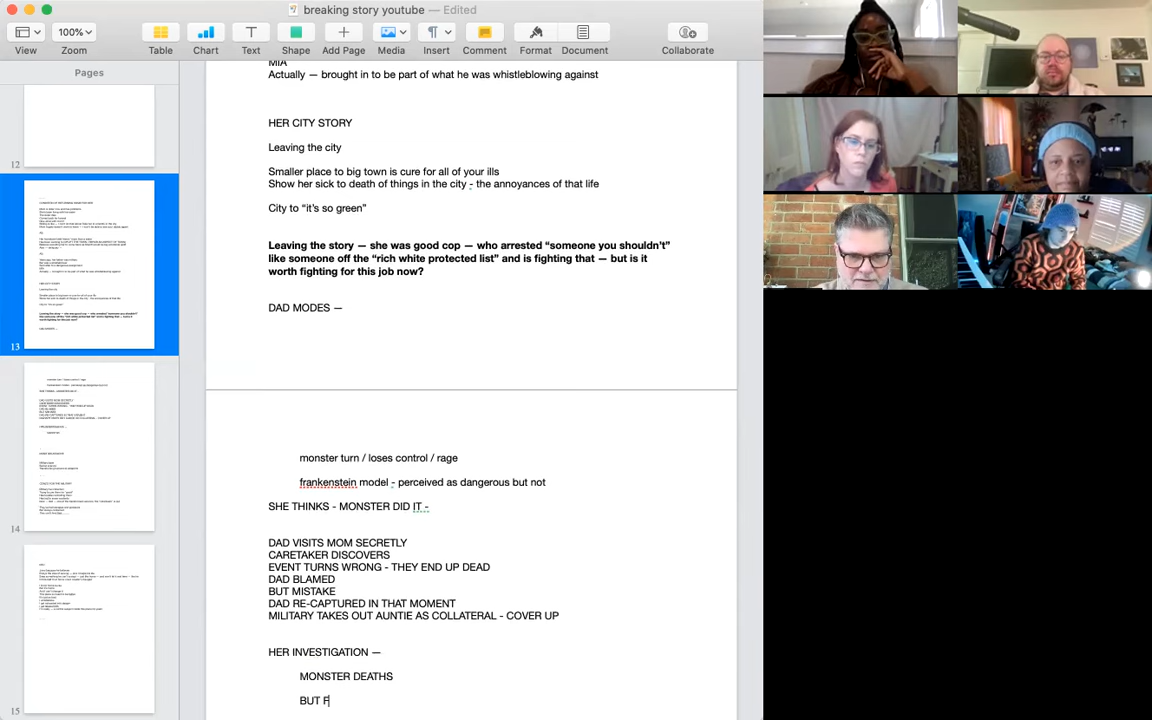 breaking story youtube — Edited
View
100%
Zoom
Table
Chart
Text
Shape
Add Page
Media
Insert
Comment
Format
Document
Collaborate
Pages
12
13
14
15
MIA
Actually — brought in to be part of what he was whistleblowing against
HER CITY STORY
Leaving the city
Smaller place to big town is cure for all of your ills
Show her sick to death of things in the city - the annoyances of that life
City to “it’s so green”
Leaving the story — she was good cop — who arrested “someone you shouldn’t”
like someone off the “rich white protected list” and is fighting that — but is it
worth fighting for this job now?
DAD MODES —
monster turn / loses control / rage
frankenstein model - perceived as dangerous but not
SHE THINKS - MONSTER DID IT -
DAD VISITS MOM SECRETLY
CARETAKER DISCOVERS
EVENT TURNS WRONG - THEY END UP DEAD
DAD BLAMED
BUT MISTAKE
DAD RE-CAPTURED IN THAT MOMENT
MILITARY TAKES OUT AUNTIE AS COLLATERAL - COVER UP
HER INVESTIGATION —
MONSTER DEATHS
BUT F